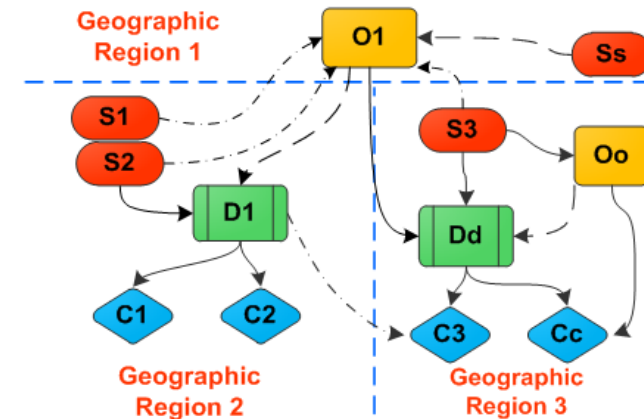 Geographic
Region 1
O1
Ss
S1
S2
S3
Oo
D1
Dd
C1
C2
C3
Cc
Geographic
Region 2
Geographic
Region 3